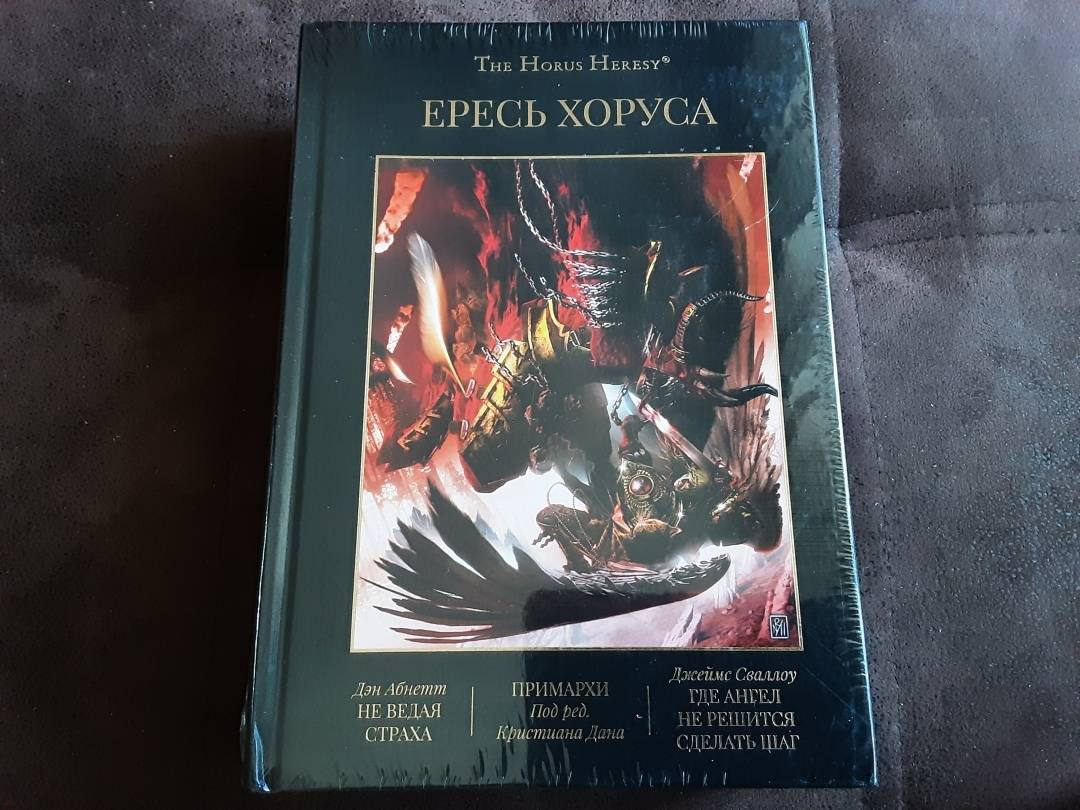 THE HORUS HERESY®
ЕРЕСЬ ХОРУСА
Дэн Абнетт
НЕ ВЕДАЯ
СТРАХА
ПРИМАРХИ
Под ред.
Кристиана Дана
Джеймс Сваллоу
ГДЕ АНГЕЛ
НЕ РЕШИТСЯ
СДЕЛАТЬ ШАГ